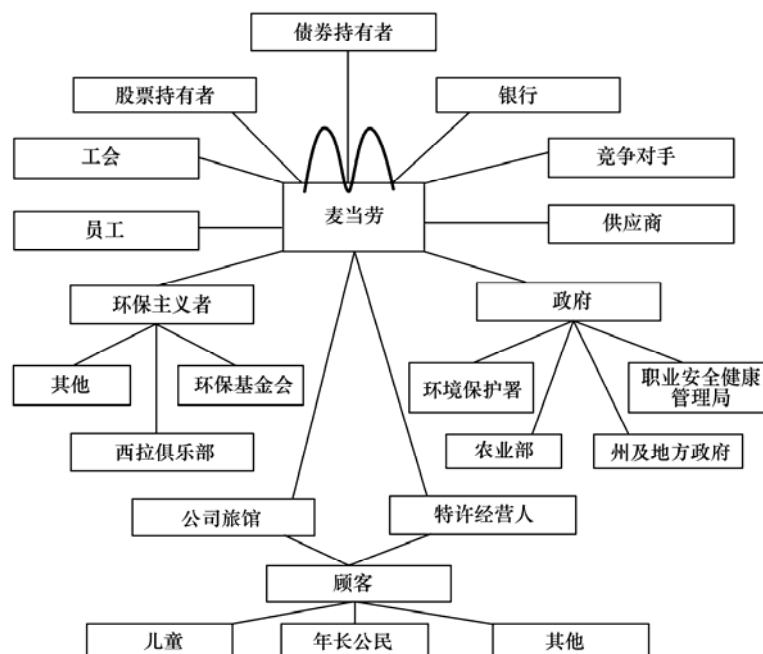 债券持有者
股票持有者
银行
工会
竞争对手
麦当劳
员工
供应商
环保主义者
政府
其他
环保基金会
环境保护署
职业安全健康
管理局
西拉俱乐部
农业部
州及地方政府
公司旅馆
特许经营人
顾客
儿童
年长公民
其他